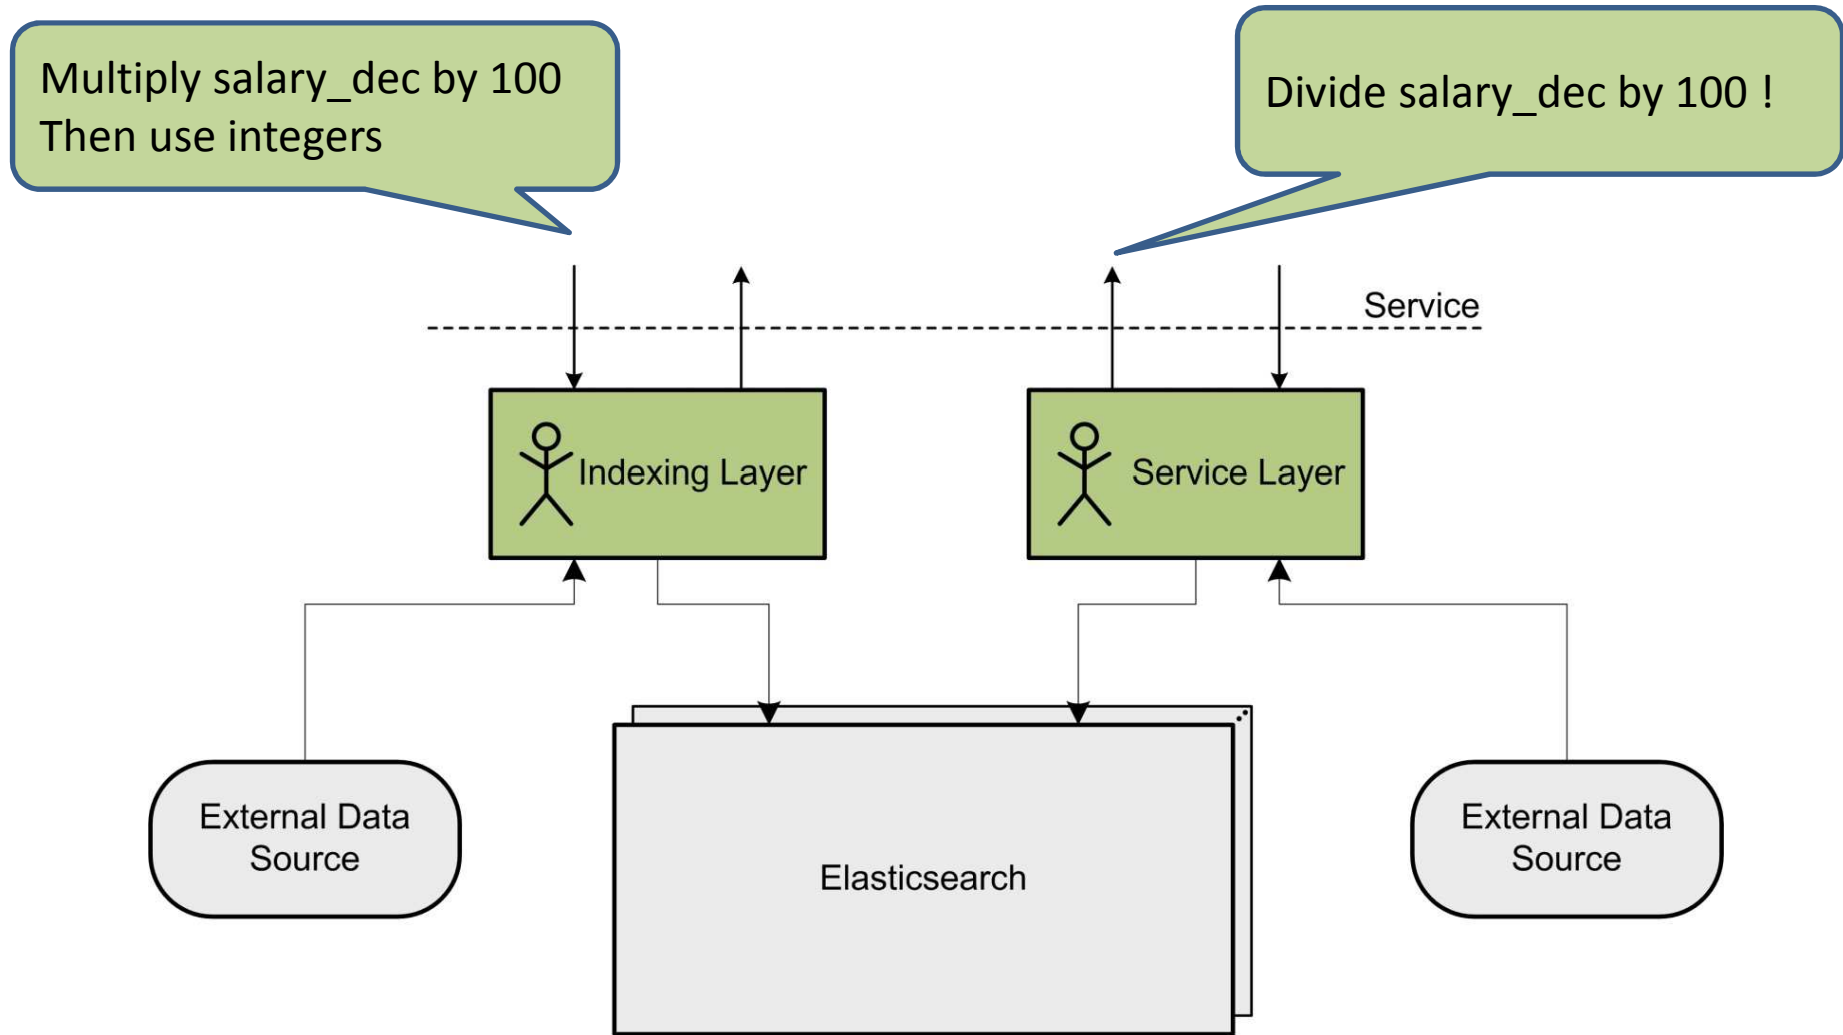 Multiply salary_dec by 100
Then use integers
Divide salary_dec by 100 !
Service
Indexing Layer
Service Layer
External Data
Source
Elasticsearch
External Data
Source